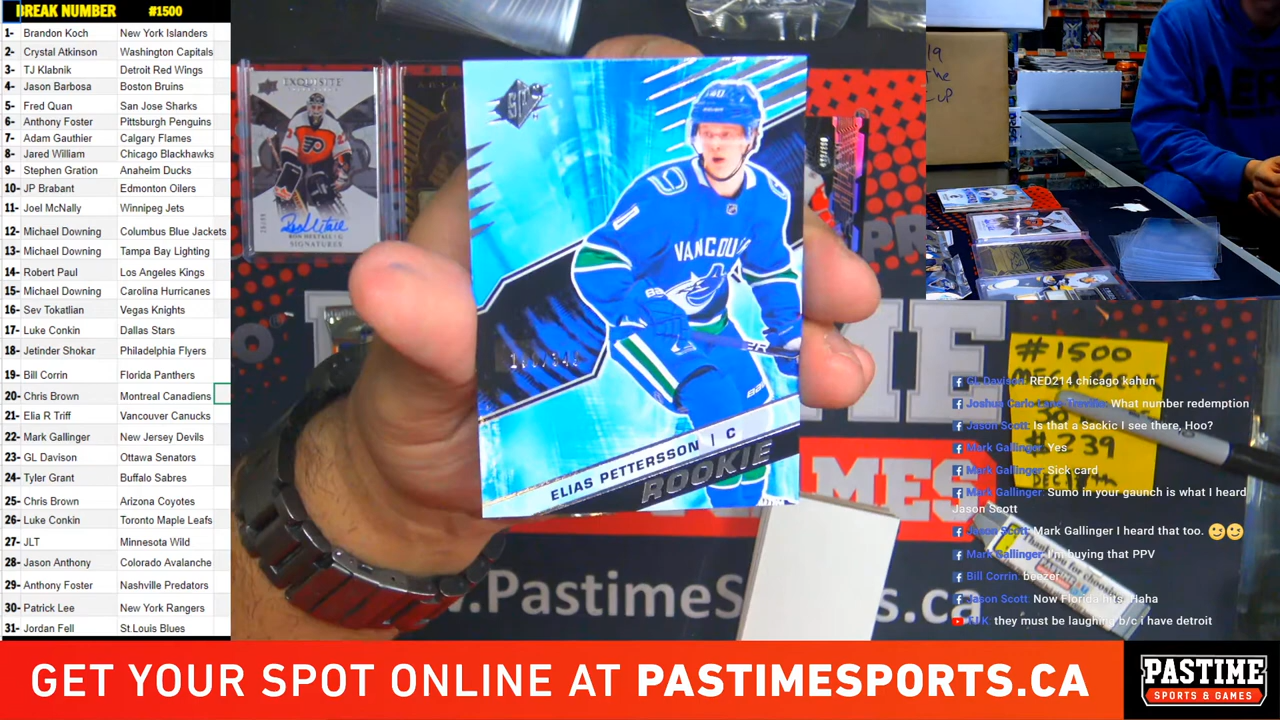 BREAK NUMBER #1500
1- Brandon Koch New York Islanders
2- Crystal Atkinson Washington Capitals
3- TJ Klabnik Detroit Red Wings
4- Jason Barbosa Boston Bruins
5- Fred Quan San Jose Sharks
6- Anthony Foster Pittsburgh Penguins
7- Adam Gauthier Calgary Flames
8- Jared William Chicago Blackhawks
9- Stephen Gration Anaheim Ducks
10- JP Brabant Edmonton Oilers
11- Joel McNally Winnipeg Jets
12- Michael Downing Columbus Blue Jackets
13- Michael Downing Tampa Bay Lighting
14- Robert Paul Los Angeles Kings
15- Michael Downing Carolina Hurricanes
16- Sev Tokatlian Vegas Knights
17- Luke Conkin Dallas Stars
18- Jetinder Shokar Philadelphia Flyers
19- Bill Corrin Florida Panthers
20- Chris Brown Montreal Canadiens
21- Elia R Triff Vancouver Canucks
22- Mark Gallinger New Jersey Devils
23- GL Davison Ottawa Senators
24- Tyler Grant Buffalo Sabres
25- Chris Brown Arizona Coyotes
26- Luke Conkin Toronto Maple Leafs
27- JLT Minnesota Wild
28- Jason Anthony Colorado Avalanche
29- Anthony Foster Nashville Predators
30- Patrick Lee New York Rangers
31- Jordan Fell St Louis Blues
EXQUISITE
SIGNATURES
SPX
VANCOU
ELIAS PETTERSSON | C
ROOKIE
.PastimeS s.ca
MES
#1500
#239
DEC 18th
GL Davison: RED214 chicago kahun
Joshua Carlo Lano Trevilla: What number redemption
Jason Scott: Is that a Sackic I see there, Hoo?
Mark Gallinger: Yes
Mark Gallinger: Sick card
Mark Gallinger: Sumo in your gaunch is what I heard
Jason Scott
Jason Scott: Mark Gallinger I heard that too.
Mark Gallinger: I'm buying that PPV
Bill Corrin: beazer
Jason Scott: Now Florida hits. Haha
TJK: they must be laughing b/c i have detroit
GET YOUR SPOT ONLINE AT PASTIMESPORTS.CA
PASTIME
SPORTS & GAMES